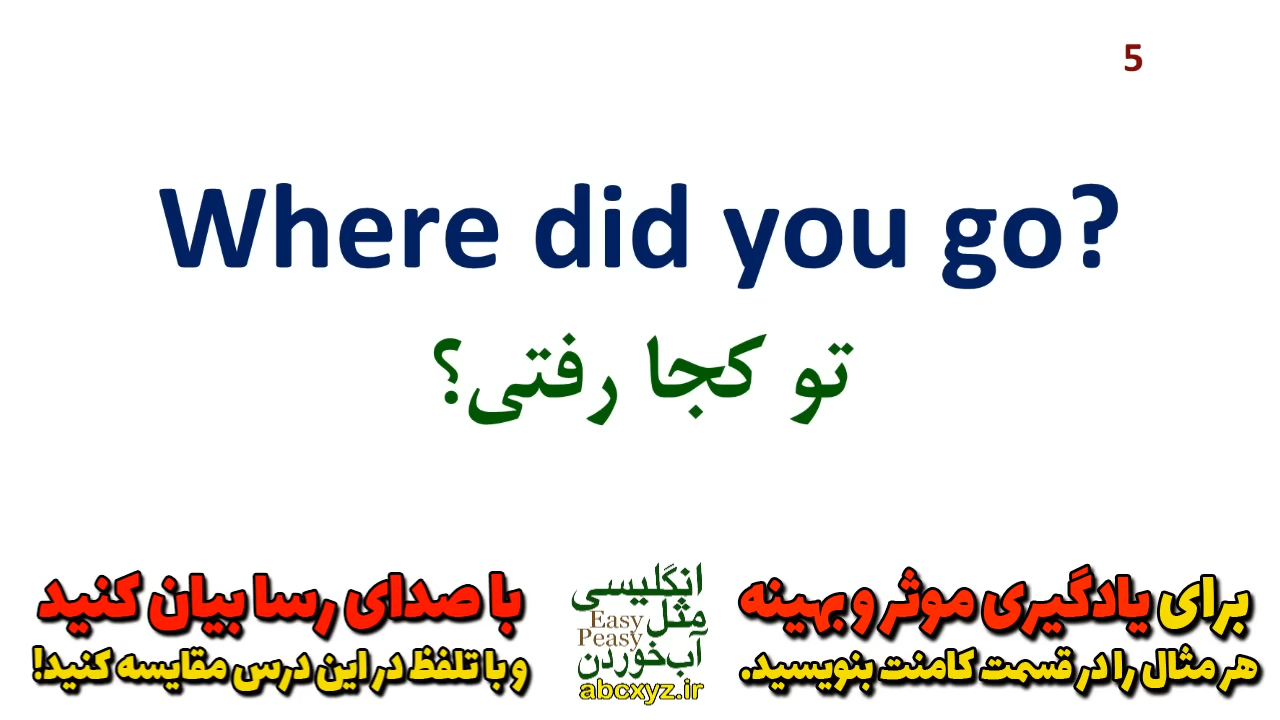 5
Where did you go?
تو کجا رفتی؟
برای یادگیری موثر و بهینه
هر مثال را در قسمت کامنت بنویسید.
انگلیسی
مثل
Easy
Peasy
آب‌خوردن
abcxyz.ir
با صدای رسا بیان کنید
و با تلفظ در این درس مقایسه کنید!